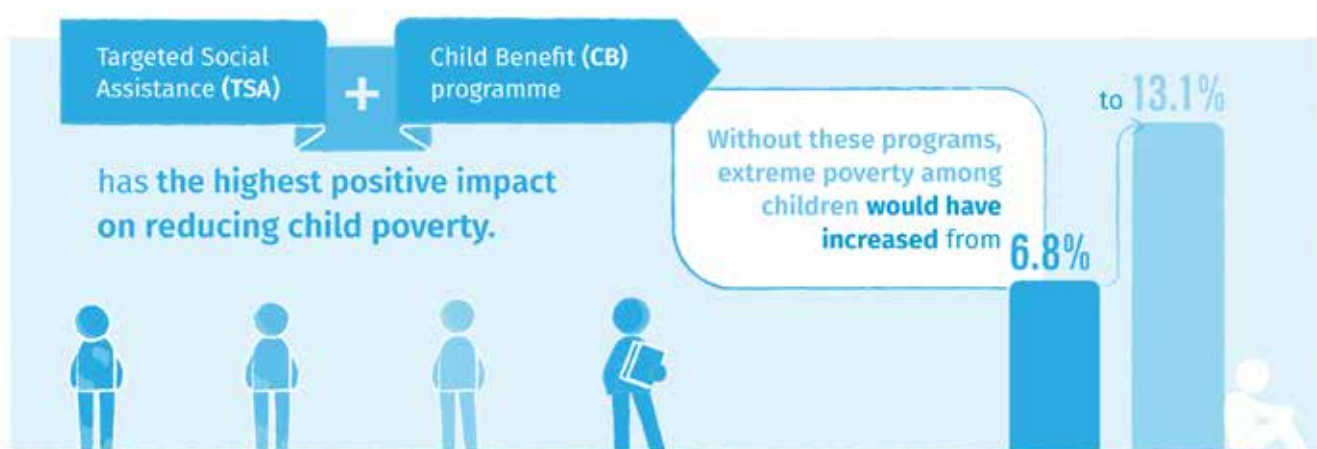 Targeted Social
Assistance (TSA)
+
Child Benefit (CB)
programme
has the highest positive impact
on reducing child poverty.
Without these programs,
extreme poverty among
children would have
increased from
6.8%
to 13.1%